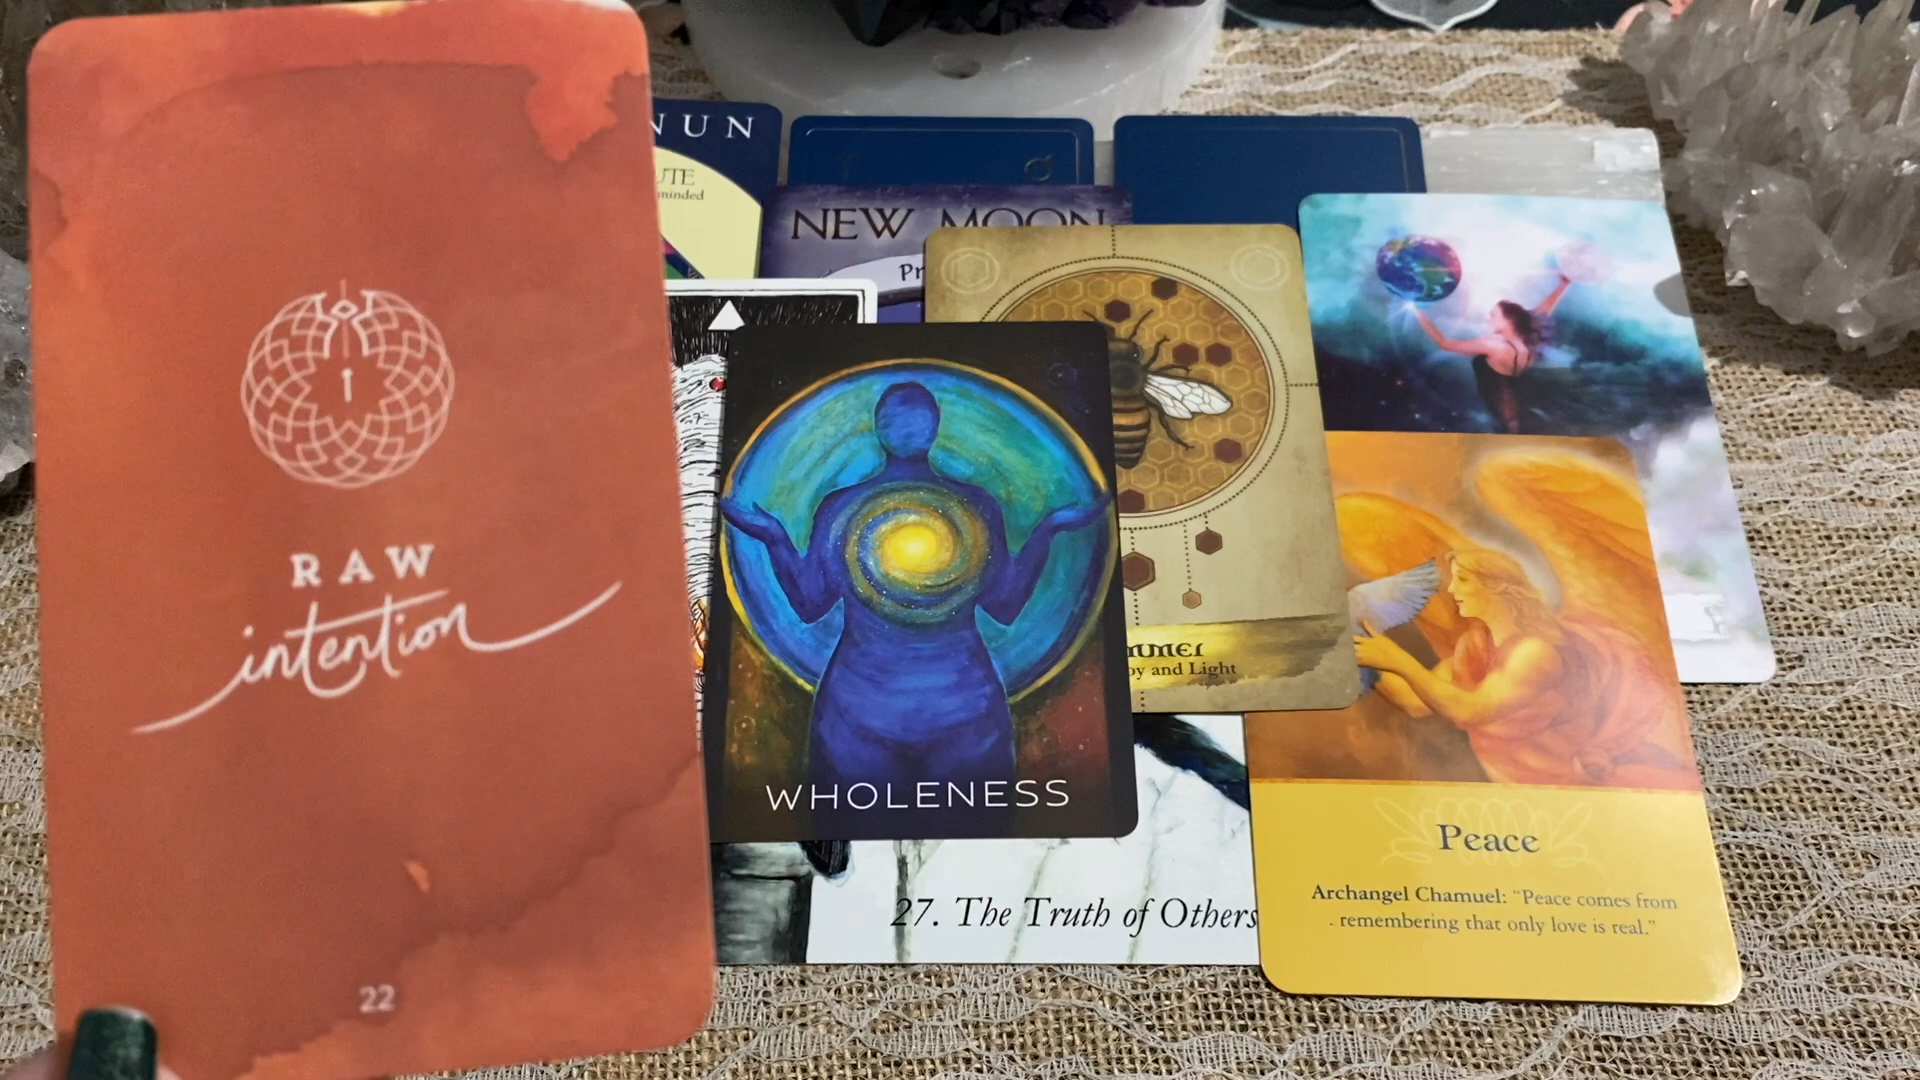 RAW
intention
22
NUN
minded
NEW MOON
WHOLENESS
and Light
27. The Truth of Others
Peace
Archangel Chamuel: “Peace comes from
remembering that only love is real.”